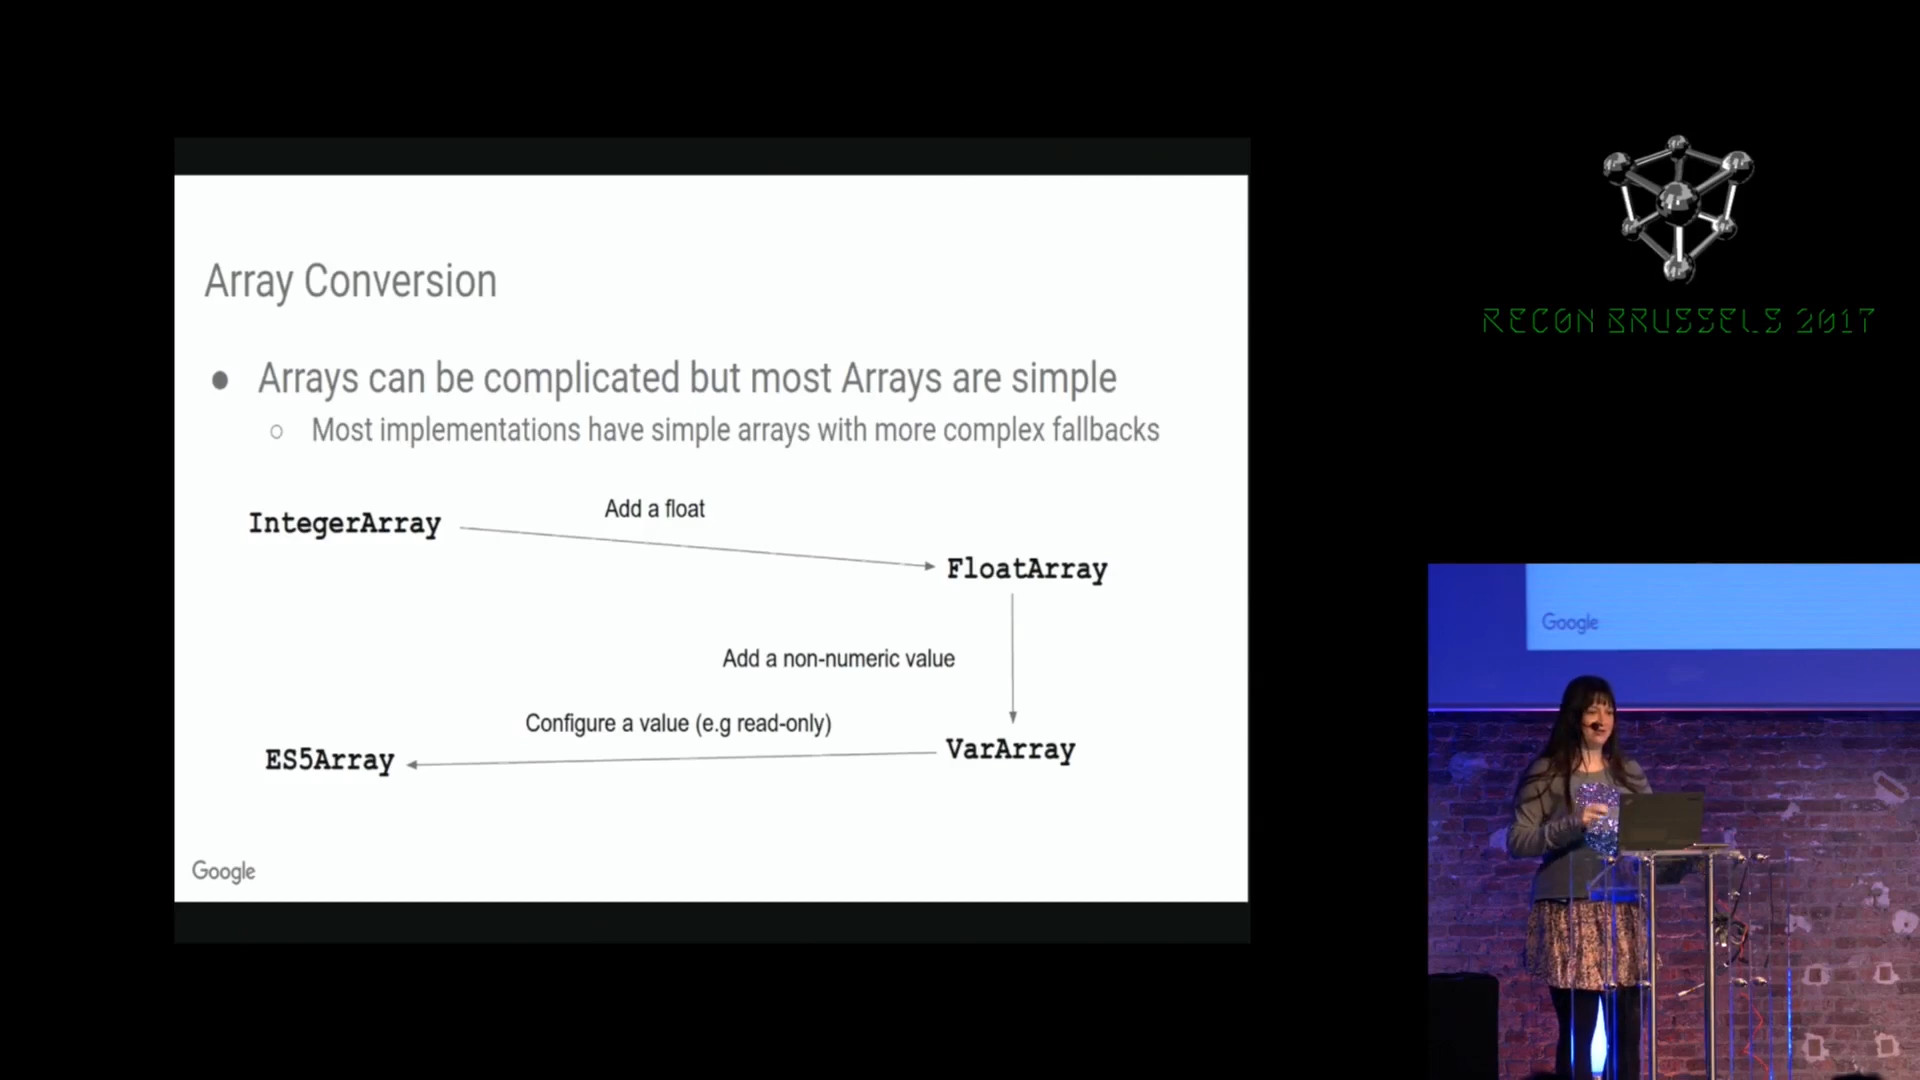 Array Conversion
● Arrays can be complicated but most Arrays are simple
○ Most implementations have simple arrays with more complex fallbacks
Add a float
IntegerArray
FloatArray
Add a non-numeric value
Configure a value (e.g read-only)
VarArray
ES5Array
Google
RECON BRUSSELS 2017
Google